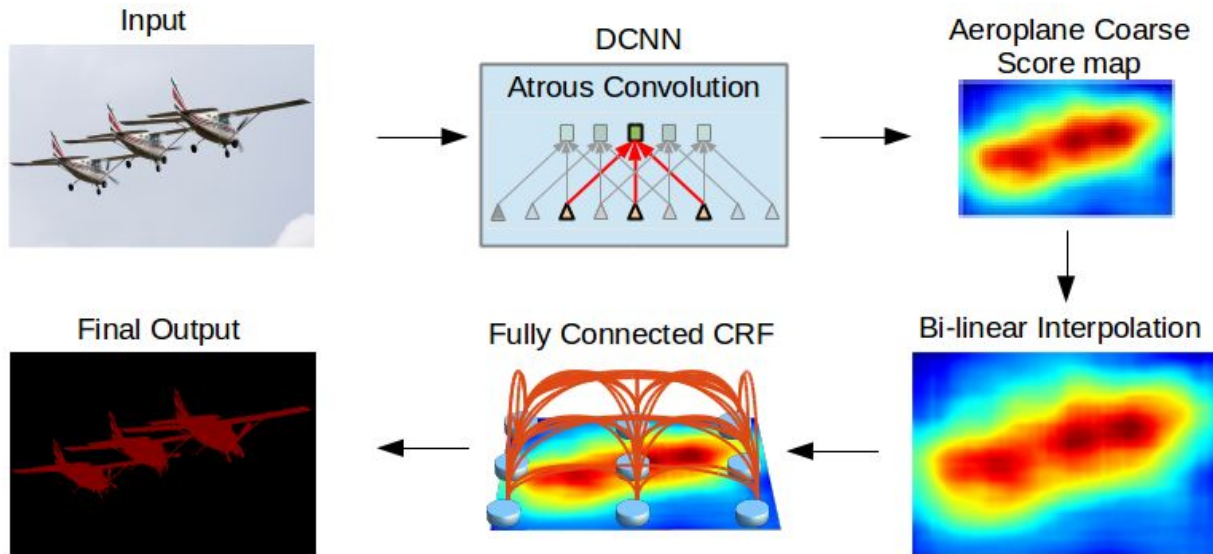 Input
DCNN
Atrous Convolution
Aeroplane Coarse
Score map
Bi-linear Interpolation
Fully Connected CRF
Final Output